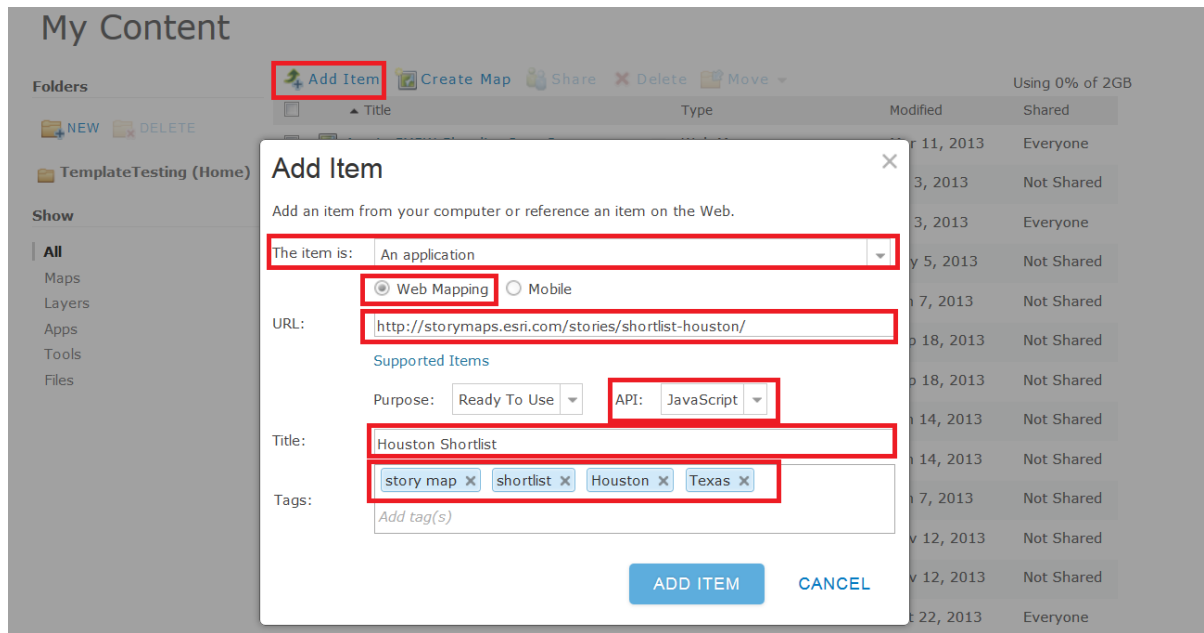 My Content
Folders
Add Item Create Map Share Delete Move
Using 0% of 2GB
Title Type Modified Shared
NEW DELETE
TemplateTesting (Home)
Show
All
Maps
Layers
Apps
Tools
Files
Add Item
Add an item from your computer or reference an item on the Web.
The item is: An application
Web Mapping Mobile
URL: http://storymaps.esri.com/stories/shortlist-houston/
Supported Items
Purpose: Ready To Use API: JavaScript
Title: Houston Shortlist
Tags: story map shortlist Houston Texas
Add tag(s)
ADD ITEM CANCEL
11, 2013 Everyone
3, 2013 Not Shared
3, 2013 Everyone
5, 2013 Not Shared
7, 2013 Not Shared
18, 2013 Not Shared
18, 2013 Not Shared
14, 2013 Not Shared
14, 2013 Not Shared
7, 2013 Not Shared
12, 2013 Not Shared
12, 2013 Not Shared
22, 2013 Everyone